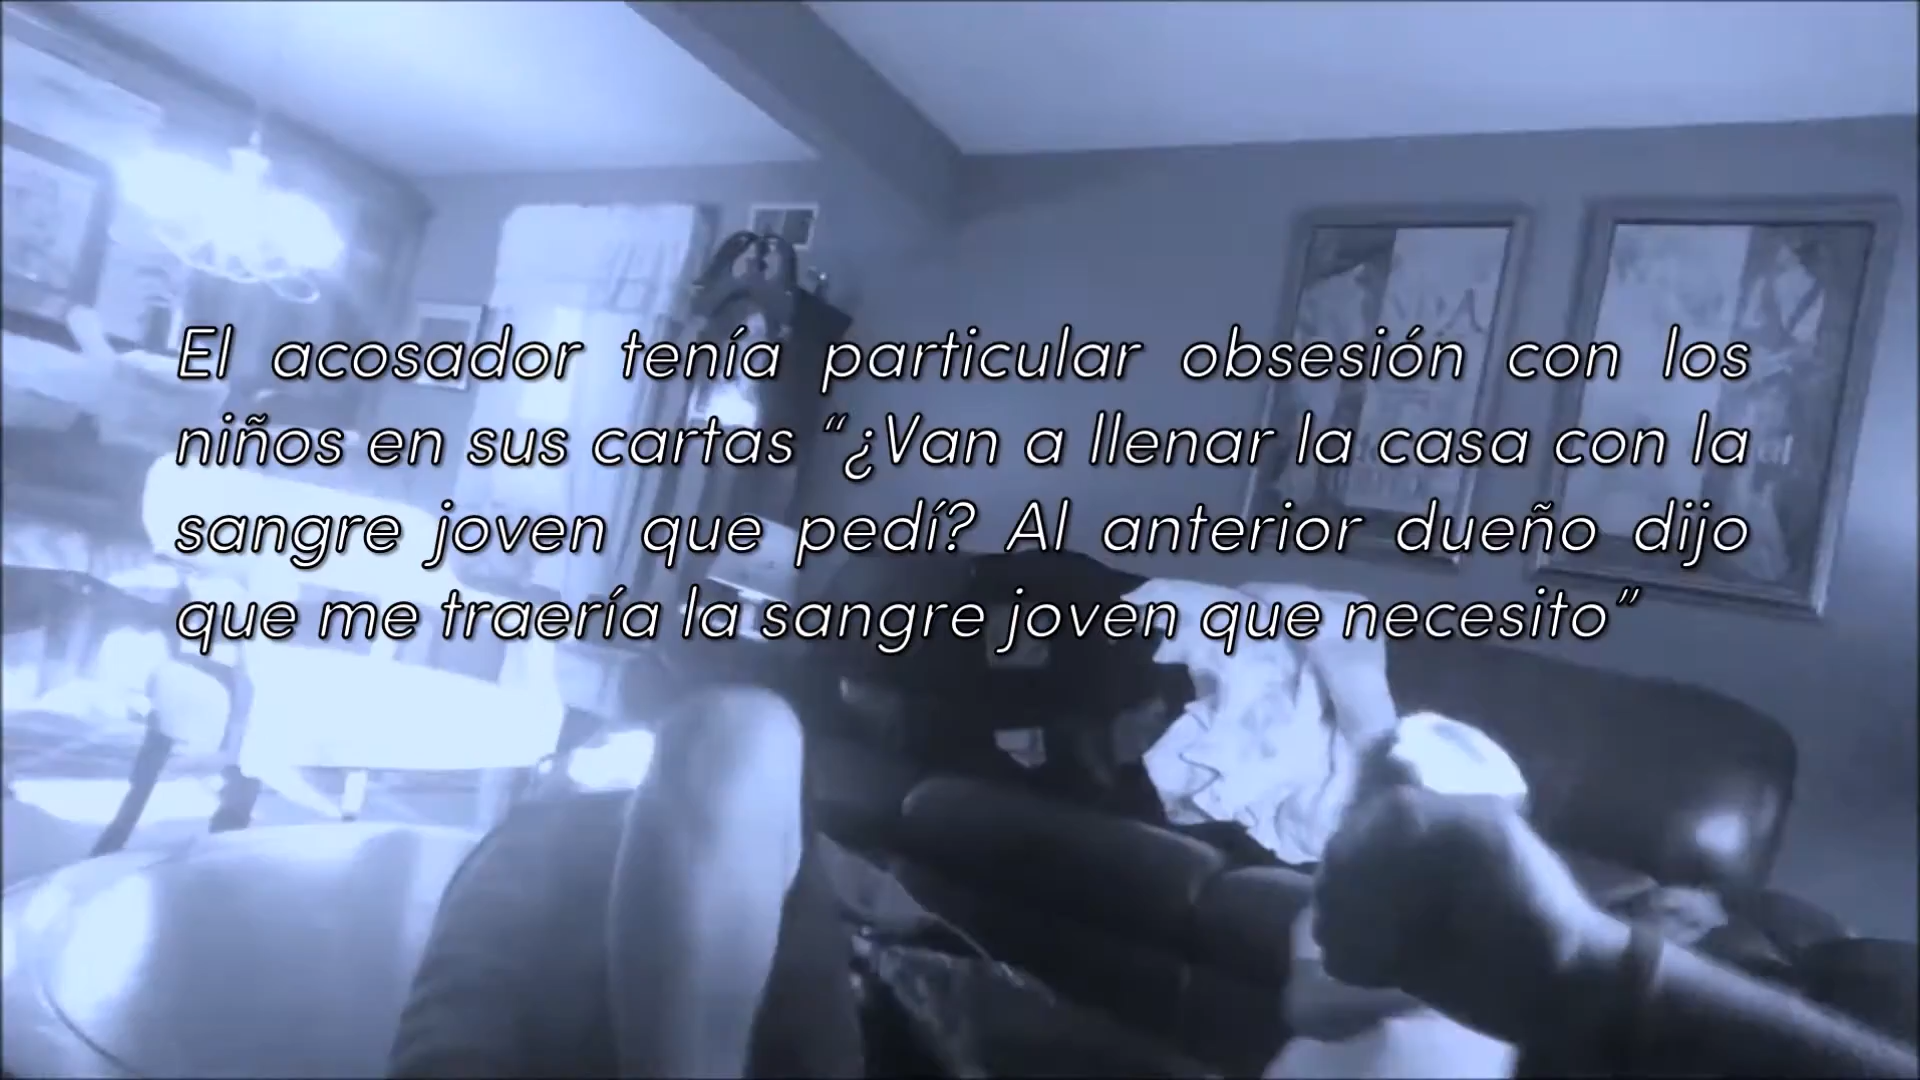 El acosador tenía particular obsesión con los
niños en sus cartas “¿Van a llenar la casa con la
sangre joven que pedí? Al anterior dueño dijo
que me traería la sangre joven que necesito”